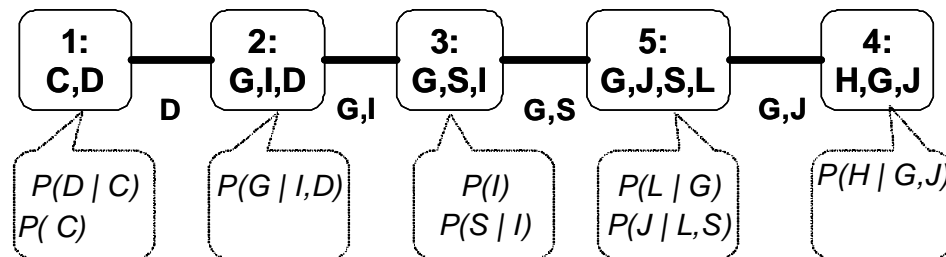 1:
C,D
2:
G,I,D
3:
G,S,I
5:
G,J,S,L
4:
H,G,J
D
G,I
G,S
G,J
P(D | C)
P( C)
P(G | I,D)
P(I)
P(S | I)
P(L | G)
P(J | L,S)
P(H | G,J)